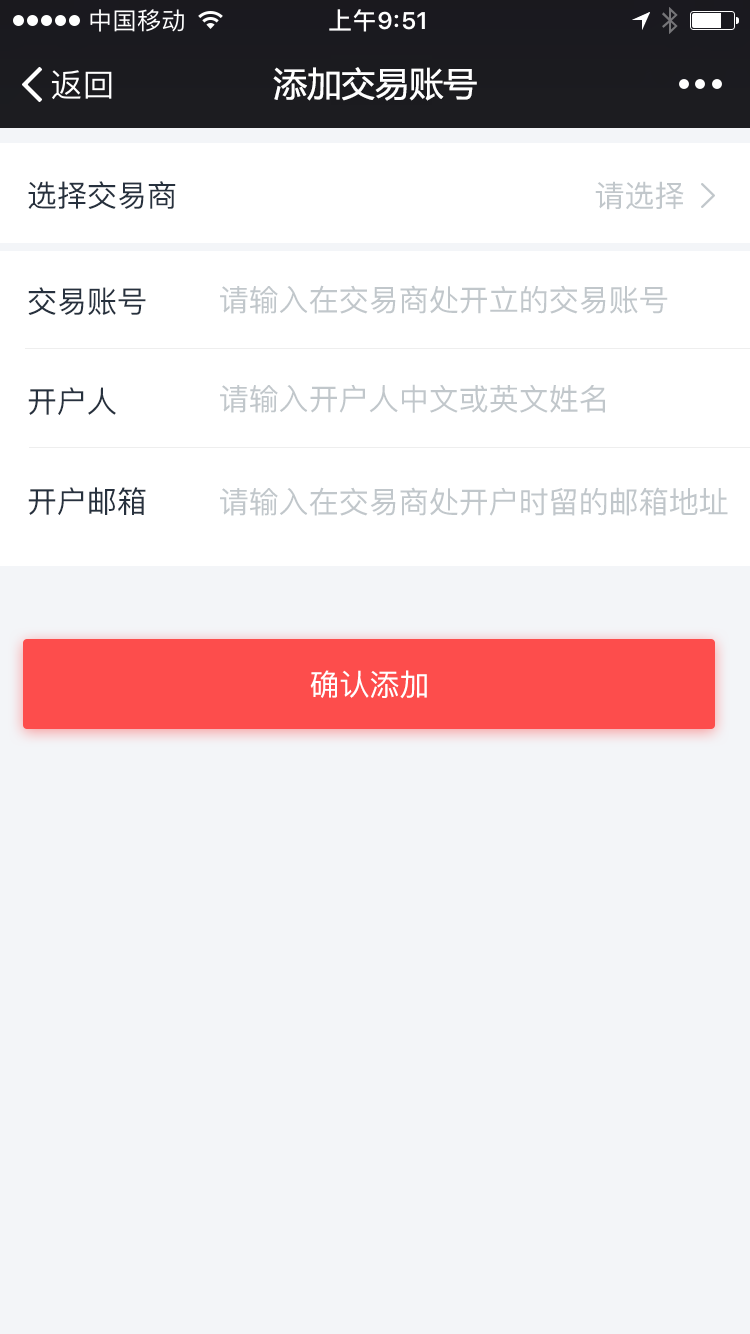 中国移动 上午9:51
返回 添加交易账号
选择交易商 请选择
交易账号 请输入在交易商处开立的交易账号
开户人 请输入开户人中文或英文姓名
开户邮箱 请输入在交易商处开户时留的邮箱地址
确认添加